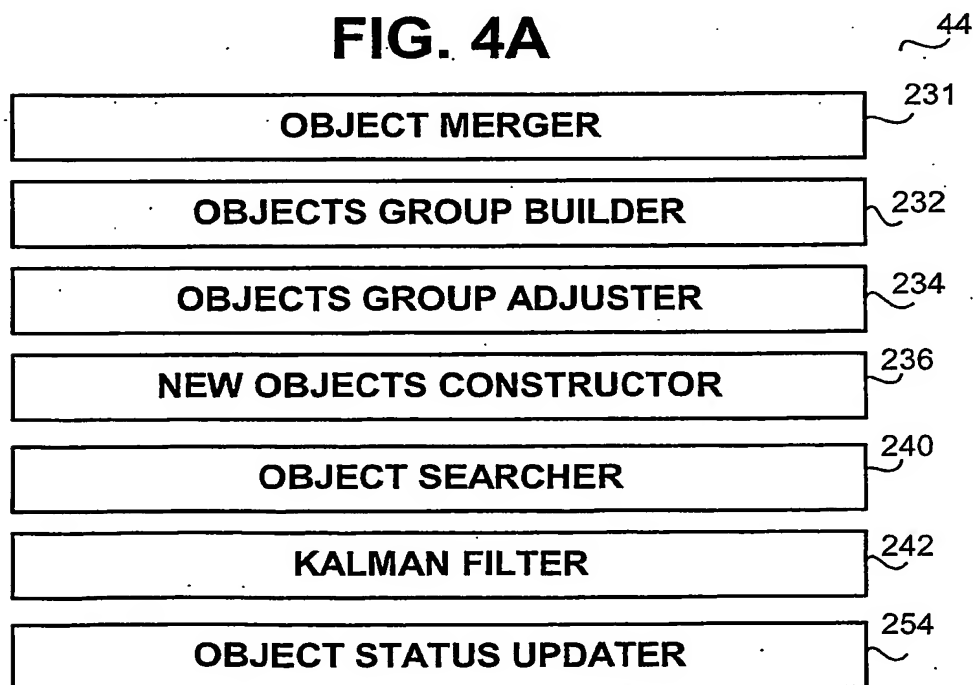 FIG. 4A
44
OBJECT MERGER
231
OBJECTS GROUP BUILDER
232
OBJECTS GROUP ADJUSTER
234
NEW OBJECTS CONSTRUCTOR
236
OBJECT SEARCHER
240
KALMAN FILTER
242
OBJECT STATUS UPDATER
254